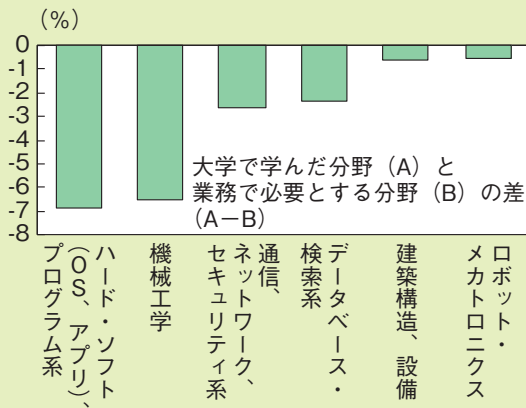 (%)
0
-1
-2
-3
-4
-5
-6
-7
-8
大学で学んだ分野（A）と
業務で必要とする分野（B）の差
（A－B）
ハード・ソフト
（OS、アプリ）、
プログラム系
機械工学
通信、
ネットワーク、
セキュリティ系
データベース・
検索系
建築構造、設備
ロボット・
メカトロニクス